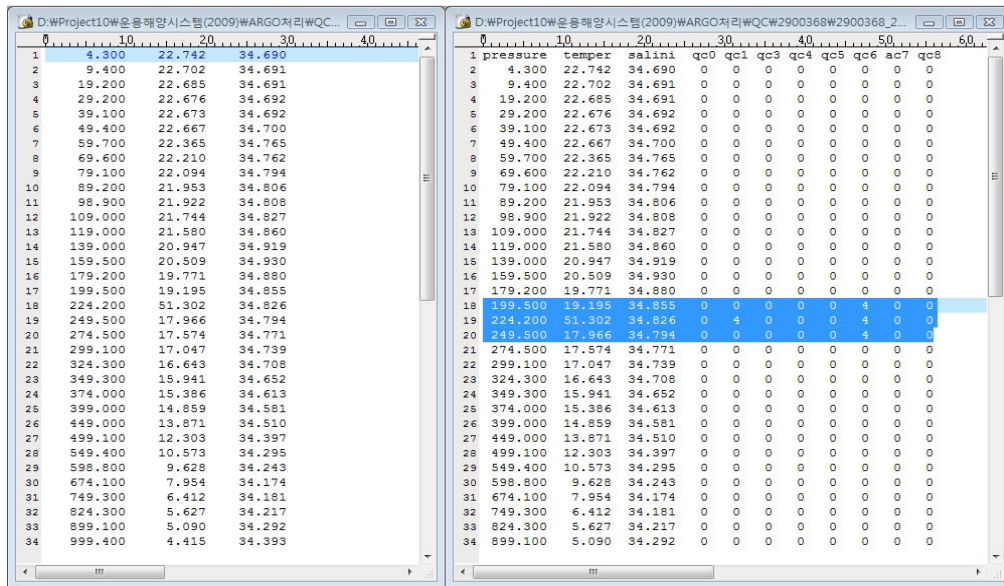 D:₩Project10₩운용해양시스템(2009)₩ARGO처리₩QC...
0 10 20 30 40
1 4.300 22.742 34.690
2 9.400 22.702 34.691
3 19.200 22.685 34.691
4 29.200 22.676 34.692
5 39.100 22.673 34.692
6 49.400 22.667 34.700
7 59.700 22.365 34.765
8 69.600 22.210 34.762
9 79.100 22.094 34.794
10 89.200 21.953 34.806
11 98.900 21.922 34.808
12 109.000 21.744 34.827
13 119.000 21.580 34.860
14 139.000 20.947 34.919
15 159.500 20.509 34.930
16 179.200 19.771 34.880
17 199.500 19.195 34.855
18 224.200 51.302 34.826
19 249.500 17.966 34.794
20 274.500 17.574 34.771
21 299.100 17.047 34.739
22 324.300 16.643 34.708
23 349.300 15.941 34.652
24 374.000 15.386 34.613
25 399.000 14.859 34.581
26 449.000 13.871 34.510
27 499.100 12.303 34.397
28 549.400 10.573 34.295
29 598.800 9.628 34.243
30 674.100 7.954 34.174
31 749.300 6.412 34.181
32 824.300 5.627 34.217
33 899.100 5.090 34.292
34 999.400 4.415 34.393
D:₩Project10₩운용해양시스템(2009)₩ARGO처리₩QC₩2900368₩2900368_2...
0 10 20 30 40 50 60
1 pressure temper salini qc0 qc1 qc3 qc4 qc5 qc6 ac7 qc8
2 4.300 22.742 34.690 0 0 0 0 0 0 0 0
3 9.400 22.702 34.691 0 0 0 0 0 0 0 0
4 19.200 22.685 34.691 0 0 0 0 0 0 0 0
5 29.200 22.676 34.692 0 0 0 0 0 0 0 0
6 39.100 22.673 34.692 0 0 0 0 0 0 0 0
7 49.400 22.667 34.700 0 0 0 0 0 0 0 0
8 59.700 22.365 34.765 0 0 0 0 0 0 0 0
9 69.600 22.210 34.762 0 0 0 0 0 0 0 0
10 79.100 22.094 34.794 0 0 0 0 0 0 0 0
11 89.200 21.953 34.806 0 0 0 0 0 0 0 0
12 98.900 21.922 34.808 0 0 0 0 0 0 0 0
13 109.000 21.744 34.827 0 0 0 0 0 0 0 0
14 119.000 21.580 34.860 0 0 0 0 0 0 0 0
15 139.000 20.947 34.919 0 0 0 0 0 0 0 0
16 159.500 20.509 34.930 0 0 0 0 0 0 0 0
17 179.200 19.771 34.880 0 0 0 0 0 0 0 0
18 199.500 19.195 34.855 0 0 0 0 0 4 0 0
19 224.200 51.302 34.826 0 4 0 0 0 4 0 0
20 249.500 17.966 34.794 0 0 0 0 0 4 0 0
21 274.500 17.574 34.771 0 0 0 0 0 0 0 0
22 299.100 17.047 34.739 0 0 0 0 0 0 0 0
23 324.300 16.643 34.708 0 0 0 0 0 0 0 0
24 349.300 15.941 34.652 0 0 0 0 0 0 0 0
25 374.000 15.386 34.613 0 0 0 0 0 0 0 0
26 399.000 14.859 34.581 0 0 0 0 0 0 0 0
27 449.000 13.871 34.510 0 0 0 0 0 0 0 0
28 499.100 12.303 34.397 0 0 0 0 0 0 0 0
29 549.400 10.573 34.295 0 0 0 0 0 0 0 0
30 598.800 9.628 34.243 0 0 0 0 0 0 0 0
31 674.100 7.954 34.174 0 0 0 0 0 0 0 0
32 749.300 6.412 34.181 0 0 0 0 0 0 0 0
33 824.300 5.627 34.217 0 0 0 0 0 0 0 0
34 899.100 5.090 34.292 0 0 0 0 0 0 0 0